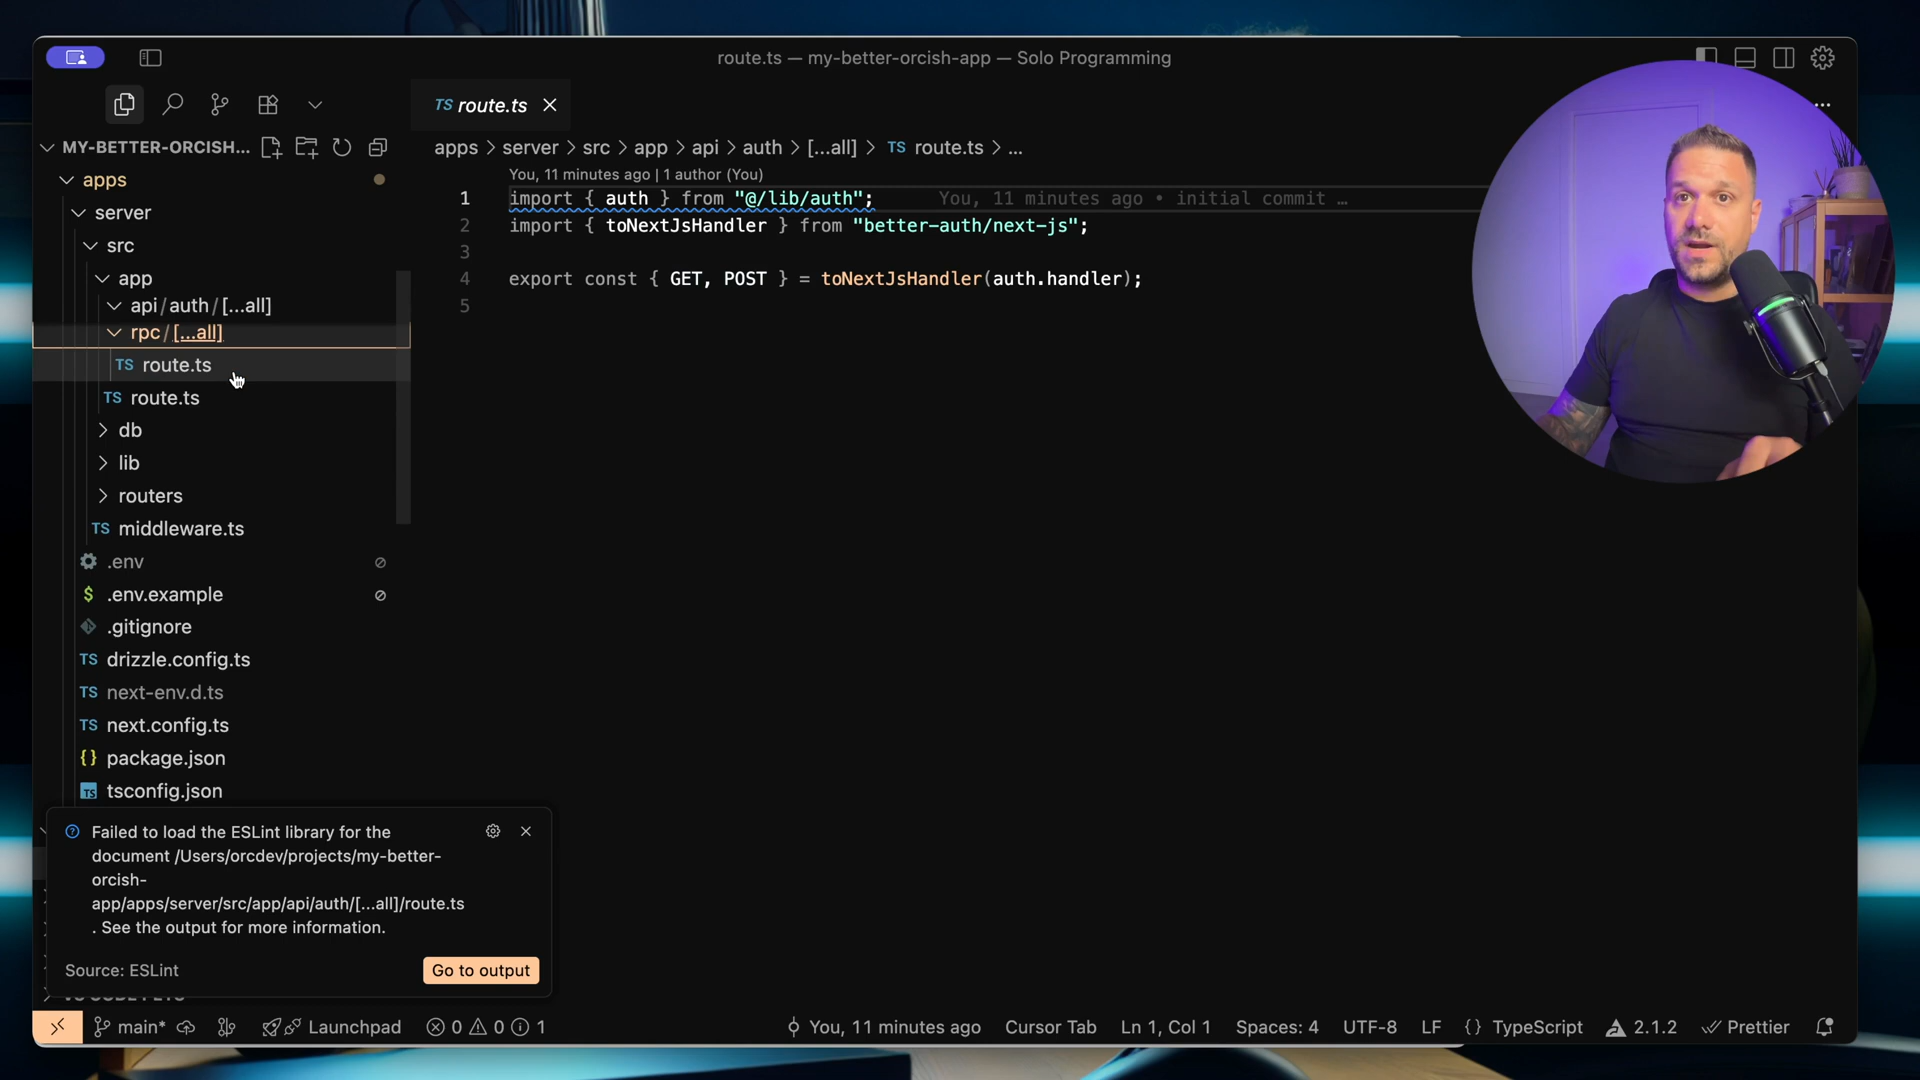 route.ts — my-better-orcish-app — Solo Programming
TS route.ts
MY-BETTER-ORCISH...
apps > server > src > app > api > auth > [...all] > TS route.ts > ...
You, 11 minutes ago | 1 author (You)
1 import { auth } from "@/lib/auth"; You, 11 minutes ago • initial commit …
2 import { toNextJsHandler } from "better-auth/next-js";
3
4 export const { GET, POST } = toNextJsHandler(auth.handler);
5
apps
server
src
app
api/auth/[...all]
rpc/[...all]
TS route.ts
TS route.ts
db
lib
routers
TS middleware.ts
.env
$ .env.example
.gitignore
TS drizzle.config.ts
TS next-env.d.ts
TS next.config.ts
{} package.json
TS tsconfig.json
Failed to load the ESLint library for the
document /Users/orcdev/projects/my-better-
orcish-
app/apps/server/src/app/api/auth/[...all]/route.ts
. See the output for more information.
Source: ESLint
Go to output
main* Launchpad 0 0 1 You, 11 minutes ago Cursor Tab Ln 1, Col 1 Spaces: 4 UTF-8 LF {} TypeScript 2.1.2 Prettier